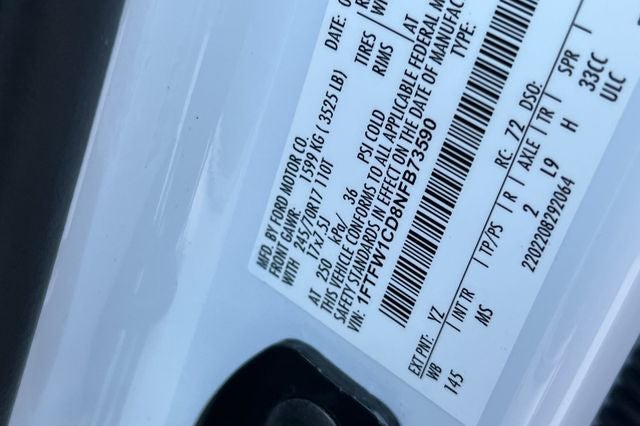 MFD. BY FORD MOTOR CO.
DATE:
FRONT GAWR: 1599 KG ( 3525 LB)
WITH 245/70R17 110T TIRES
17x7.5J RIMS
AT 250 kPa/ 36 PSI COLD AT
THIS VEHICLE CONFORMS TO ALL APPLICABLE FEDERAL
SAFETY STANDARDS IN EFFECT ON THE DATE OF
VIN: 1FTFW1CD8NFB73590 TYPE:
EXT PNT: YZ RC: 72 DSO:
WB INT TR TP/PS R AXLE TR SPR
145 MS 2 L9 H 33CC
2202208292064 ULC